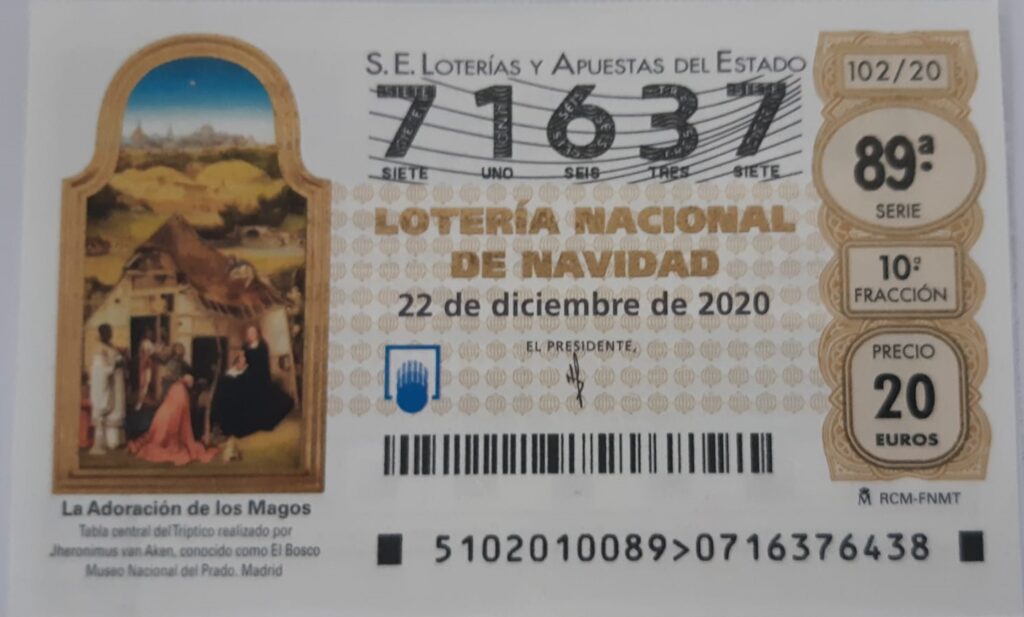 S. E. LOTERÍAS Y APUESTAS DEL ESTADO
71637
SIETE UNO SEIS TRES SIETE
LOTERÍA NACIONAL
DE NAVIDAD
22 de diciembre de 2020
EL PRESIDENTE,
102/20
89.ª
SERIE
10ª
FRACCIÓN
PRECIO
20
EUROS
RCM-FNMT
La Adoración de los Magos
Tabla central del Tríptico realizado por
Jheronimus van Aken, conocido como El Bosco
Museo Nacional del Prado. Madrid
5102010089>0716376438